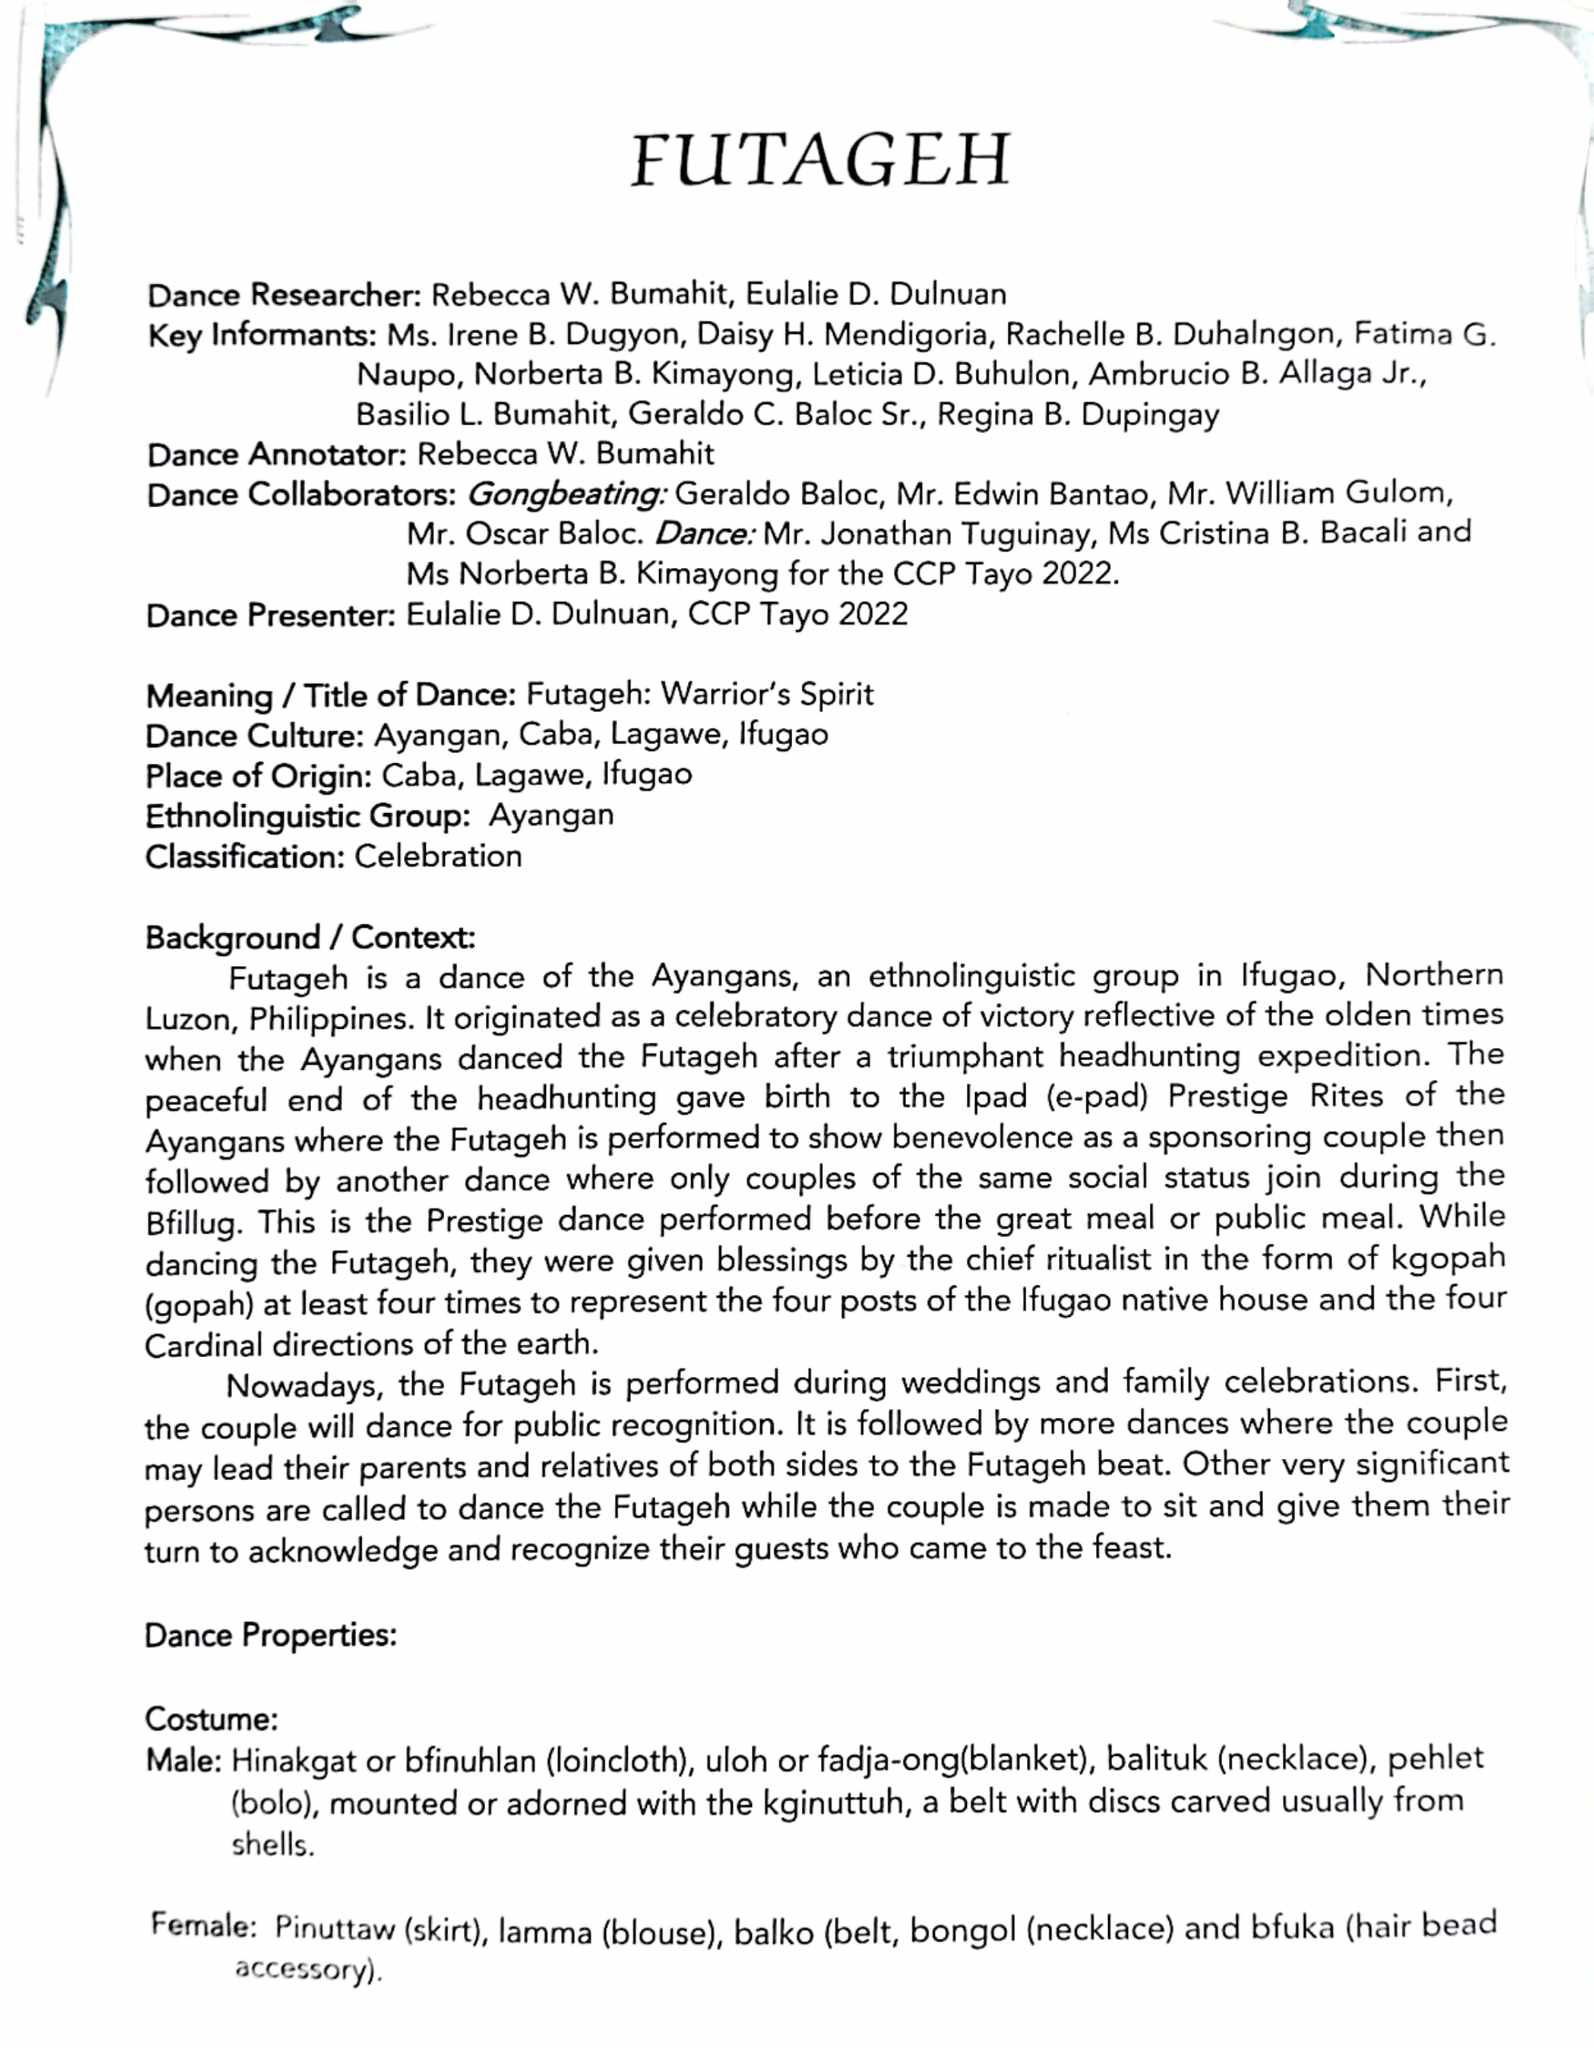 FUTAGEH
Dance Researcher: Rebecca W. Bumahit, Eulalie D. Dulnuan
Key Informants: Ms. Irene B. Dugyon, Daisy H. Mendigoria, Rachelle B. Duhalngon, Fatima G.
Naupo, Norberta B. Kimayong, Leticia D. Buhulon, Ambrucio B. Allaga Jr.,
Basilio L. Bumahit, Geraldo C. Baloc Sr., Regina B. Dupingay
Dance Annotator: Rebecca W. Bumahit
Dance Collaborators: Gongbeating: Geraldo Baloc, Mr. Edwin Bantao, Mr. William Gulom,
Mr. Oscar Baloc. Dance: Mr. Jonathan Tuguinay, Ms Cristina B. Bacali and
Ms Norberta B. Kimayong for the CCP Tayo 2022.
Dance Presenter: Eulalie D. Dulnuan, CCP Tayo 2022
Meaning / Title of Dance: Futageh: Warrior's Spirit
Dance Culture: Ayangan, Caba, Lagawe, Ifugao
Place of Origin: Caba, Lagawe, Ifugao
Ethnolinguistic Group: Ayangan
Classification: Celebration
Background / Context:
Futageh is a dance of the Ayangans, an ethnolinguistic group in Ifugao, Northern
Luzon, Philippines. It originated as a celebratory dance of victory reflective of the olden times
when the Ayangans danced the Futageh after a triumphant headhunting expedition. The
peaceful end of the headhunting gave birth to the Ipad (e-pad) Prestige Rites of the
Ayangans where the Futageh is performed to show benevolence as a sponsoring couple then
followed by another dance where only couples of the same social status join during the
Bfillug. This is the Prestige dance performed before the great meal or public meal. While
dancing the Futageh, they were given blessings by the chief ritualist in the form of kgopah
(gopah) at least four times to represent the four posts of the Ifugao native house and the four
Cardinal directions of the earth.
Nowadays, the Futageh is performed during weddings and family celebrations. First,
the couple will dance for public recognition. It is followed by more dances where the couple
may lead their parents and relatives of both sides to the Futageh beat. Other very significant
persons are called to dance the Futageh while the couple is made to sit and give them their
turn to acknowledge and recognize their guests who came to the feast.
Dance Properties:
Costume:
Male: Hinakgat or bfinuhlan (loincloth), uloh or fadja-ong(blanket), balituk (necklace), pehlet
(bolo), mounted or adorned with the kginuttuh, a belt with discs carved usually from
shells.
Female: Pinuttaw (skirt), lamma (blouse), balko (belt, bongol (necklace) and bfuka (hair bead
accessory).